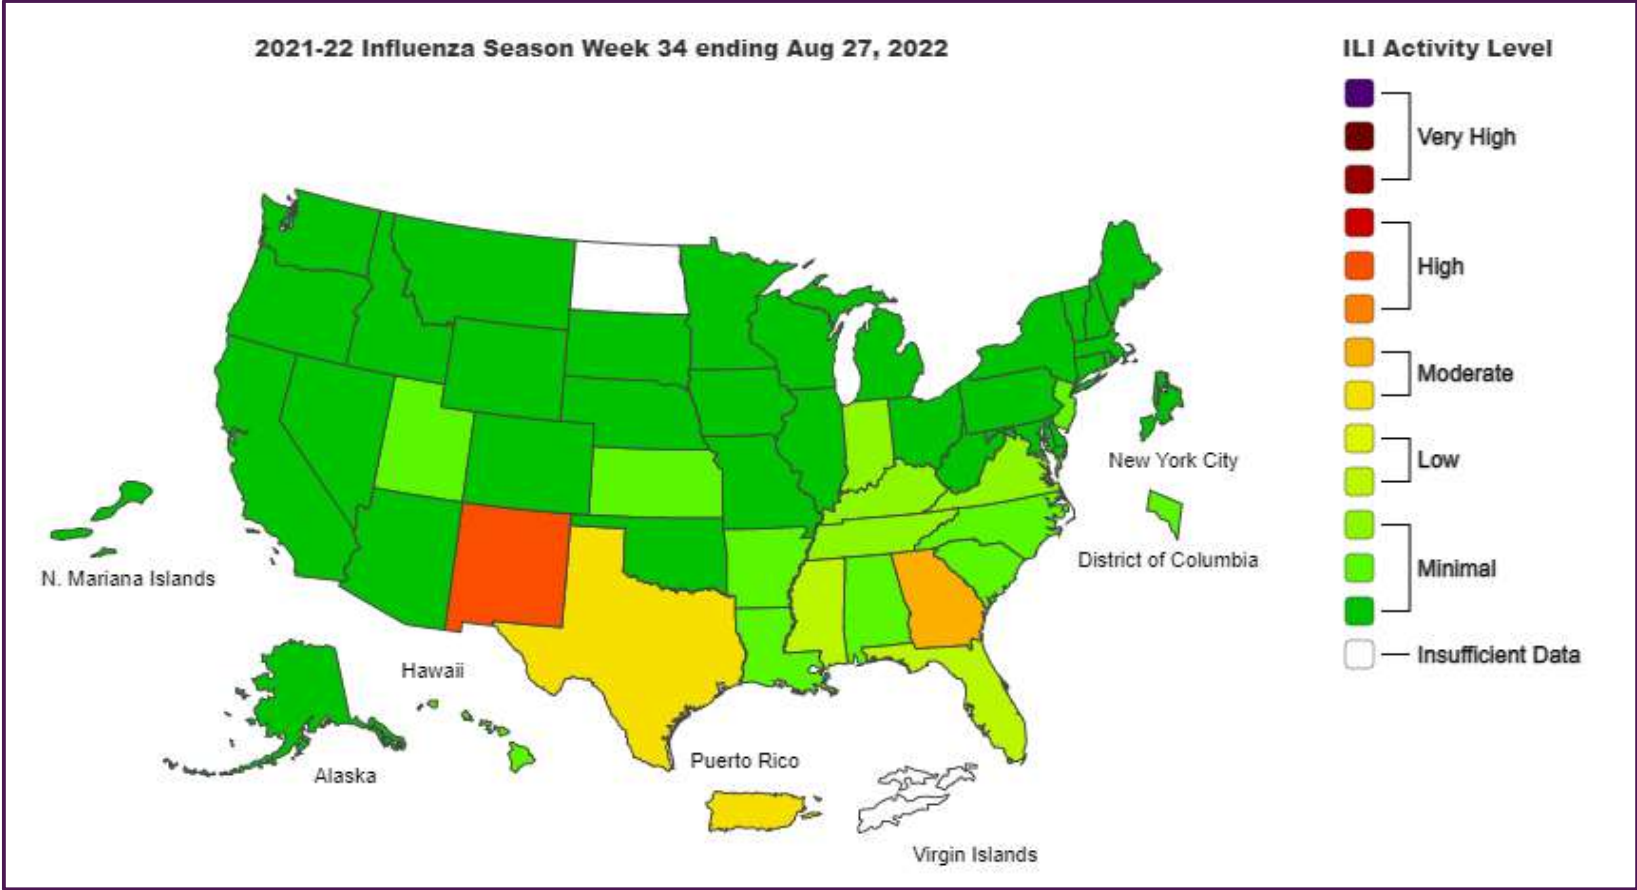 2021-22 Influenza Season Week 34 ending Aug 27, 2022
ILI Activity Level
Very High
High
Moderate
Low
Minimal
Insufficient Data
New York City
District of Columbia
N. Mariana Islands
Hawaii
Alaska
Puerto Rico
Virgin Islands